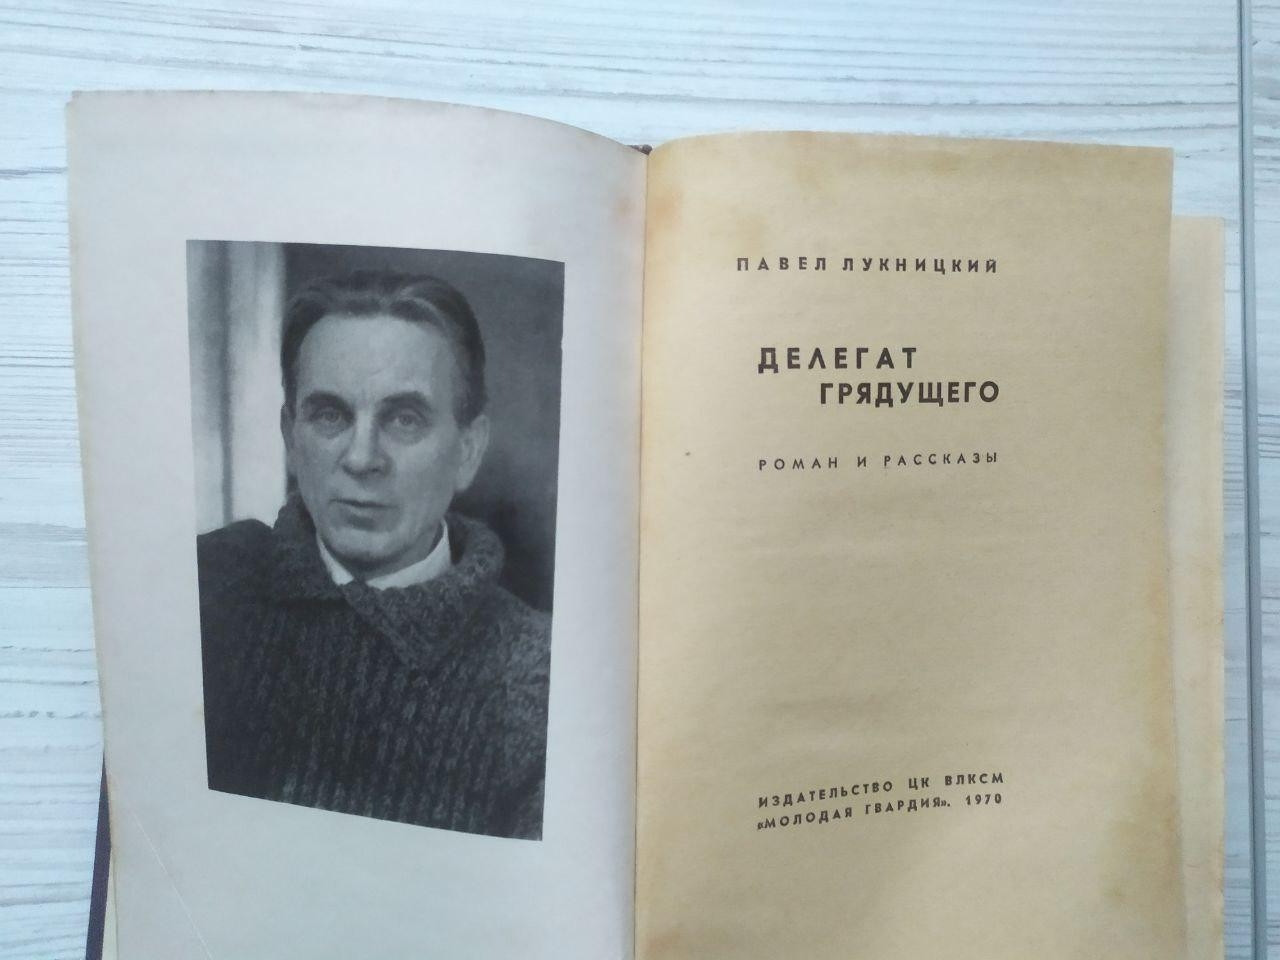 ПАВЕЛ ЛУКНИЦКИЙ
ДЕЛЕГАТ
ГРЯДУЩЕГО
РОМАН И РАССКАЗЫ
ИЗДАТЕЛЬСТВО ЦК ВЛКСМ
«МОЛОДАЯ ГВАРДИЯ». 1970